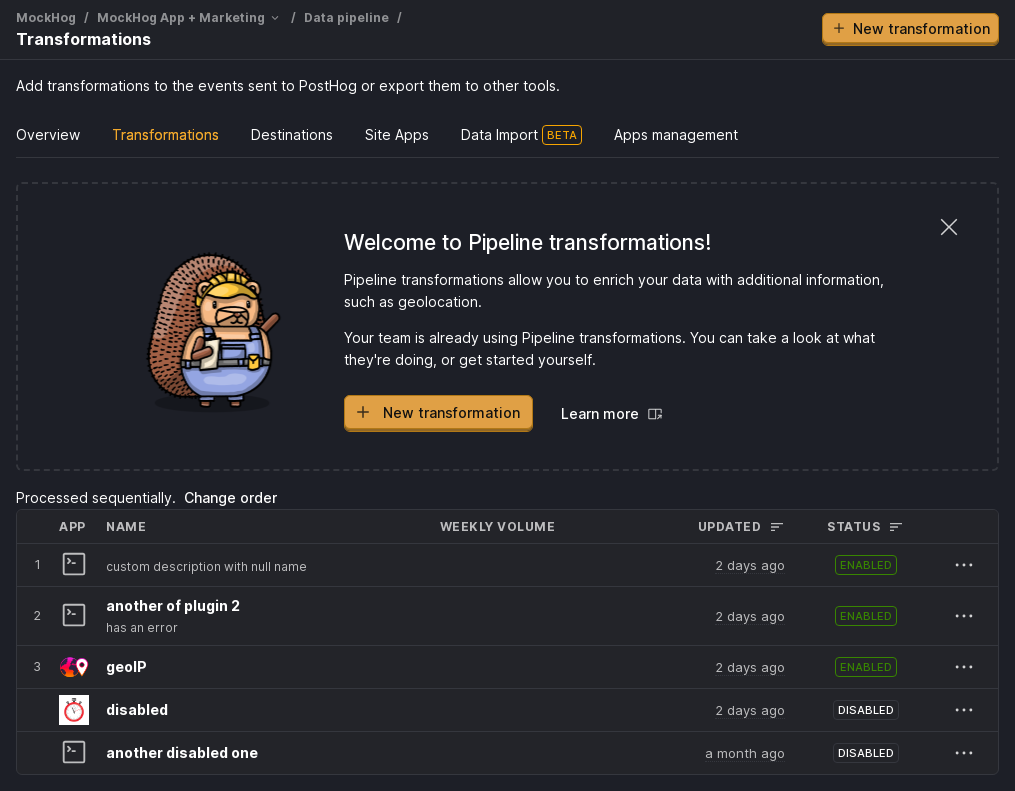 MockHog / MockHog App + Marketing / Data pipeline /
Transformations
New transformation
Add transformations to the events sent to PostHog or export them to other tools.
Overview Transformations Destinations Site Apps Data Import BETA Apps management
Welcome to Pipeline transformations!
Pipeline transformations allow you to enrich your data with additional information,
such as geolocation.
Your team is already using Pipeline transformations. You can take a look at what
they're doing, or get started yourself.
New transformation Learn more
Processed sequentially. Change order
APP NAME WEEKLY VOLUME UPDATED STATUS
1 custom description with null name 2 days ago ENABLED
2 another of plugin 2 2 days ago ENABLED
has an error
3 geoIP 2 days ago ENABLED
disabled 2 days ago DISABLED
another disabled one a month ago DISABLED